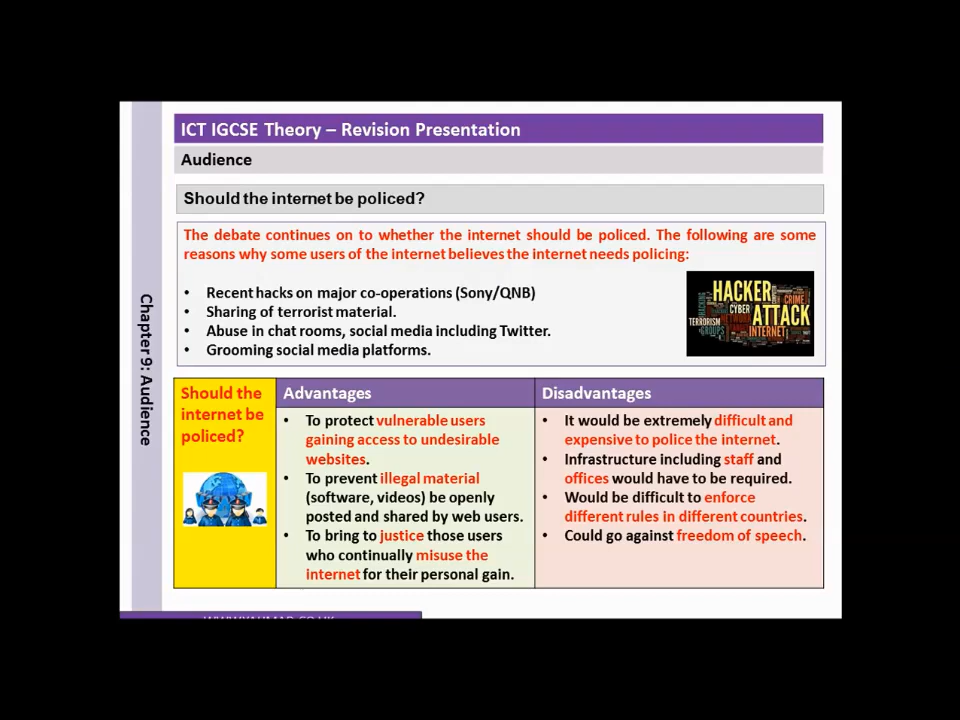 ICT IGCSE Theory – Revision Presentation
Audience
Should the internet be policed?
The debate continues on to whether the internet should be policed. The following are some
reasons why some users of the internet believes the internet needs policing:
• Recent hacks on major co-operations (Sony/QNB)
• Sharing of terrorist material.
• Abuse in chat rooms, social media including Twitter.
• Grooming social media platforms.
HACKER
CYBER
CRIME
ATTACK
TERRORISM
INTERNET
GROUPS
Chapter 9: Audience
Should the
internet be
policed?
Advantages
• To protect vulnerable users
gaining access to undesirable
websites.
• To prevent illegal material
(software, videos) be openly
posted and shared by web users.
• To bring to justice those users
who continually misuse the
internet for their personal gain.
Disadvantages
• It would be extremely difficult and
expensive to police the internet.
• Infrastructure including staff and
offices would have to be required.
• Would be difficult to enforce
different rules in different countries.
• Could go against freedom of speech.